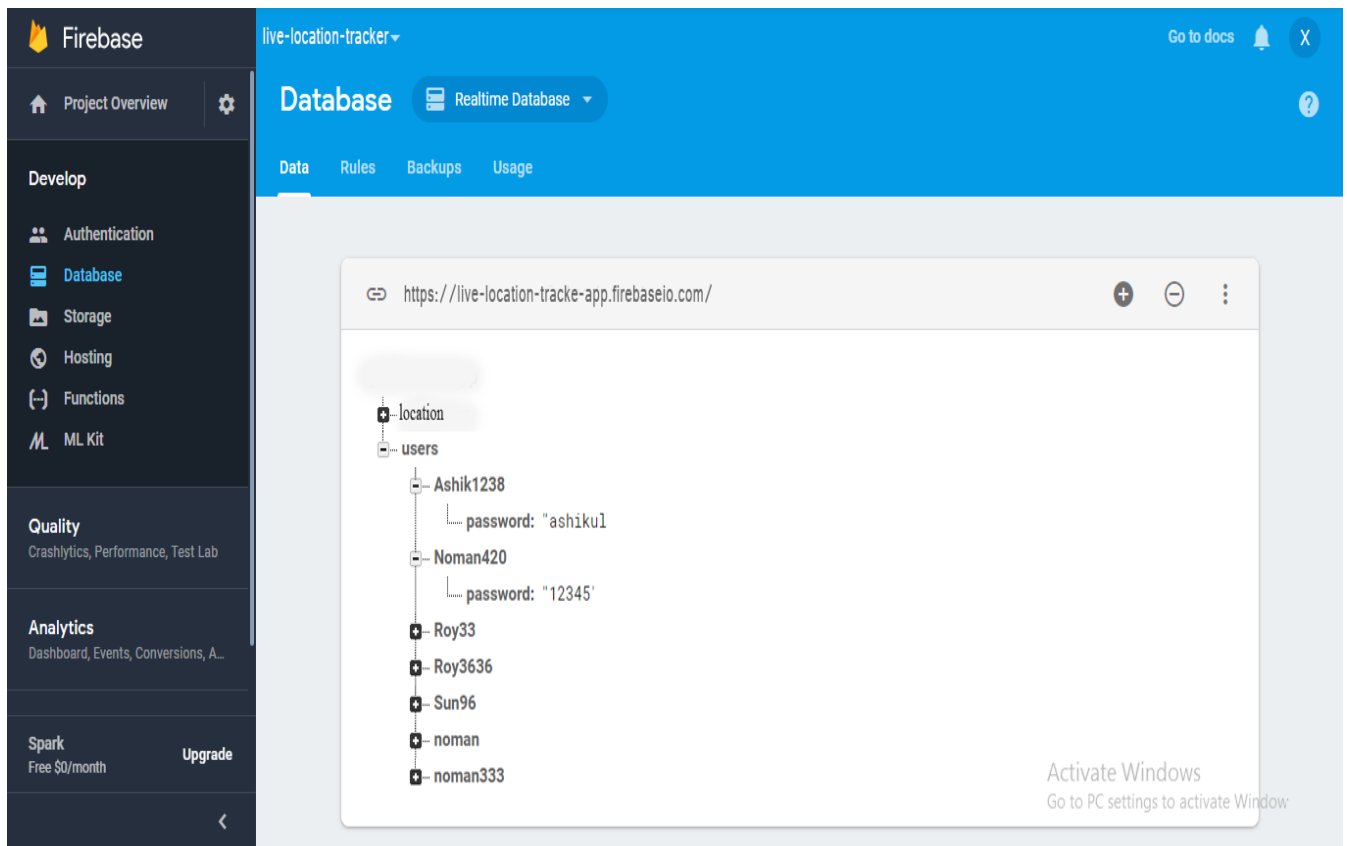 Firebase
live-location-tracker
Go to docs
X
Project Overview
Database
Realtime Database
?
Develop
Data Rules Backups Usage
Authentication
Database
Storage
Hosting
Functions
ML Kit
https://live-location-tracke-app.firebaseio.com/
location
users
Ashik1238
password: "ashikul
Noman420
password: "12345'
Roy33
Roy3636
Sun96
noman
noman333
Quality
Crashlytics, Performance, Test Lab
Analytics
Dashboard, Events, Conversions, A...
Spark
Free $0/month
Upgrade
Activate Windows
Go to PC settings to activate Window